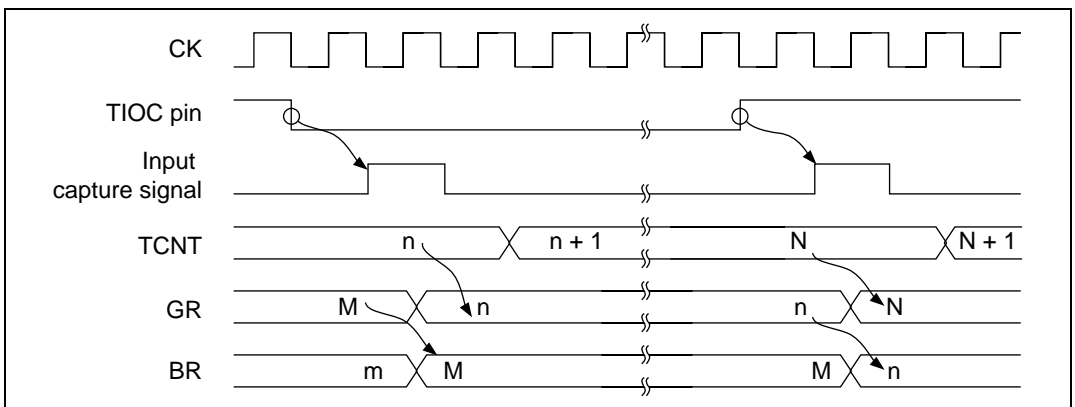 CK
TIOC pin
Input
capture signal
TCNT n n + 1 N N + 1
GR M n n N
BR m M M n